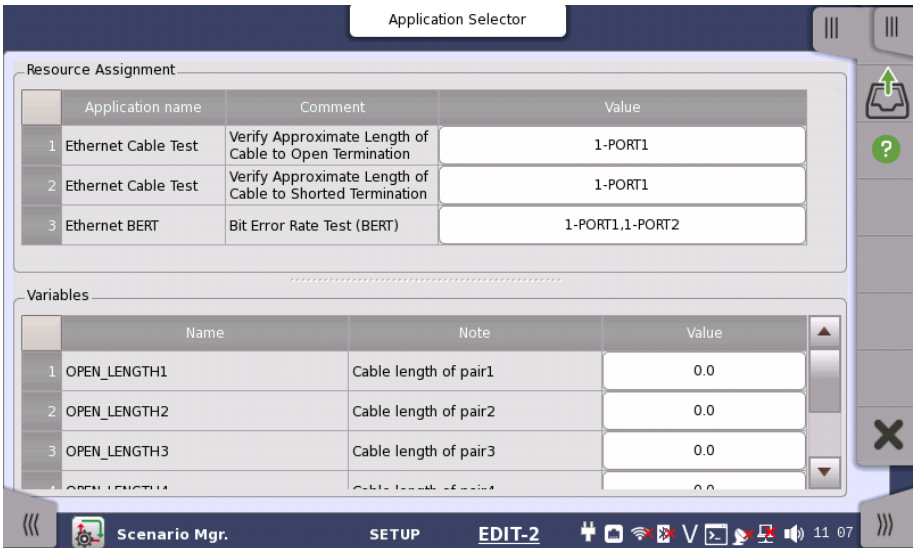 Application Selector
Resource Assignment
Application name Comment Value
1 Ethernet Cable Test Verify Approximate Length of Cable to Open Termination 1-PORT1
2 Ethernet Cable Test Verify Approximate Length of Cable to Shorted Termination 1-PORT1
3 Ethernet BERT Bit Error Rate Test (BERT) 1-PORT1,1-PORT2
Variables
Name Note Value
1 OPEN_LENGTH1 Cable length of pair1 0.0
2 OPEN_LENGTH2 Cable length of pair2 0.0
3 OPEN_LENGTH3 Cable length of pair3 0.0
Scenario Mgr. SETUP EDIT-2 11 07